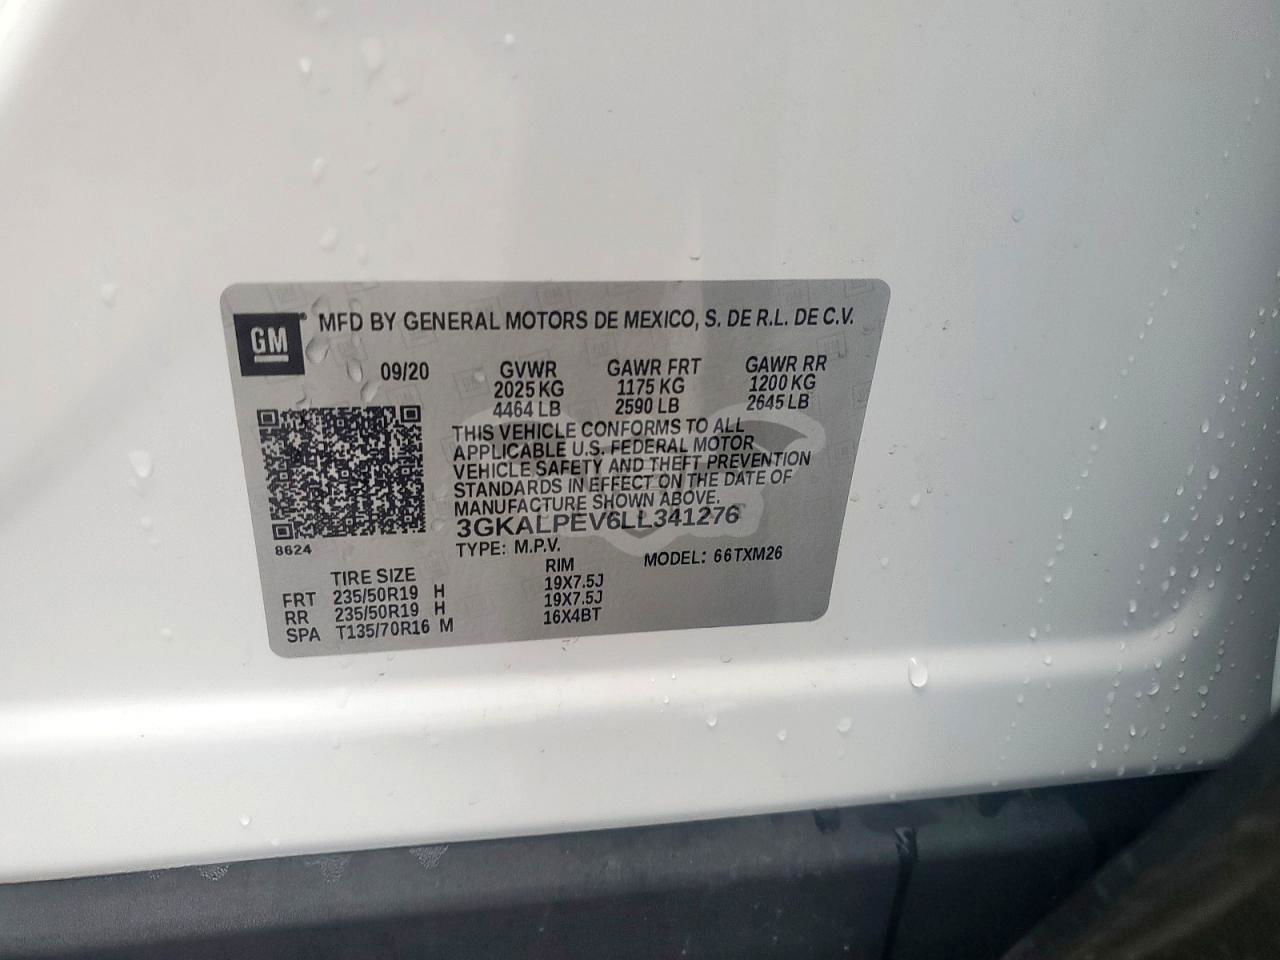 GM ® MFD BY GENERAL MOTORS DE MEXICO, S. DE R.L. DE C.V.
09/20 GVWR GAWR FRT GAWR RR
2025 KG 1175 KG 1200 KG
4464 LB 2590 LB 2645 LB
THIS VEHICLE CONFORMS TO ALL
APPLICABLE U.S. FEDERAL MOTOR
VEHICLE SAFETY AND THEFT PREVENTION
STANDARDS IN EFFECT ON THE DATE OF
MANUFACTURE SHOWN ABOVE.
3GKALPEV6LL341276
8624
TYPE: M.P.V. MODEL: 66TXM26
TIRE SIZE RIM
FRT 235/50R19 H 19X7.5J
RR 235/50R19 H 19X7.5J
SPA T135/70R16 M 16X4BT